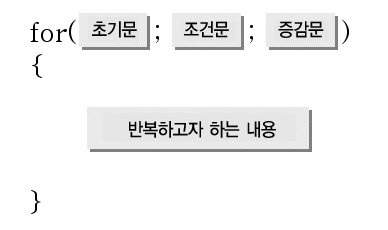 for( 초기문 ; 조건문 ; 증감문 )
{
반복하고자 하는 내용
}